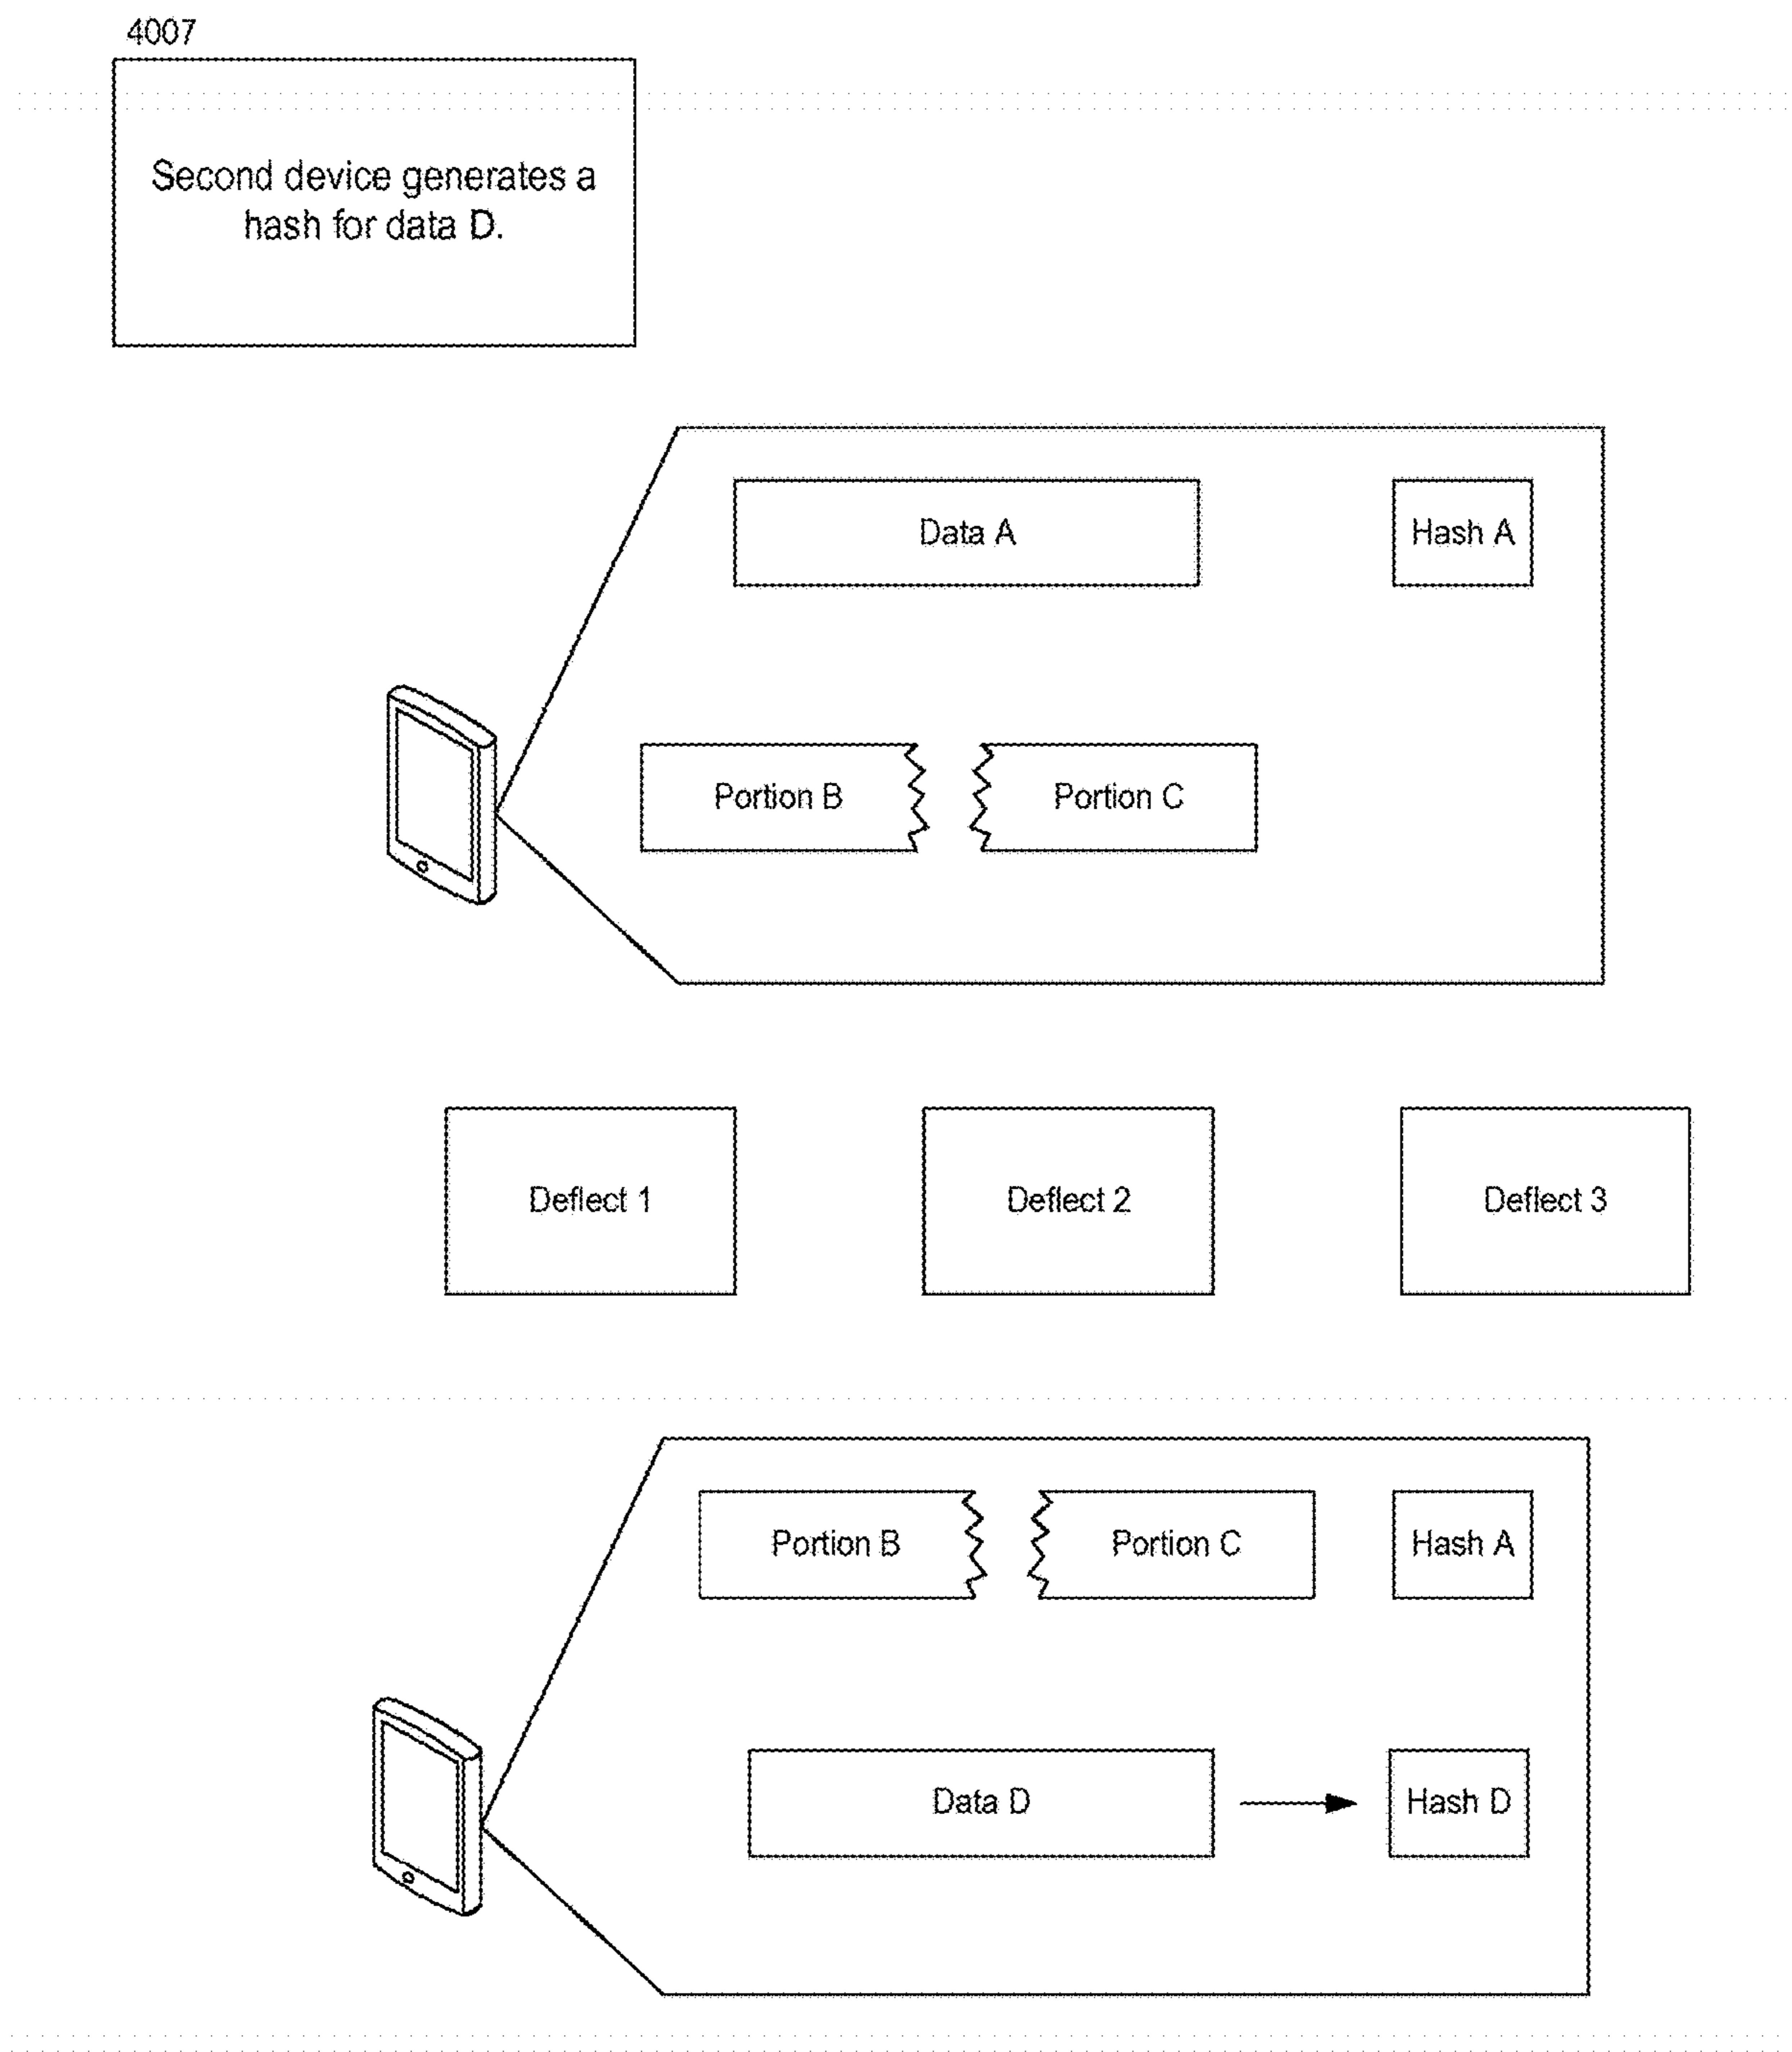 4007
Second device generates a
hash for data D.
Data A
Hash A
Portion B
Portion C
Deflect 1
Deflect 2
Deflect 3
Portion B
Portion C
Hash A
Data D
Hash D